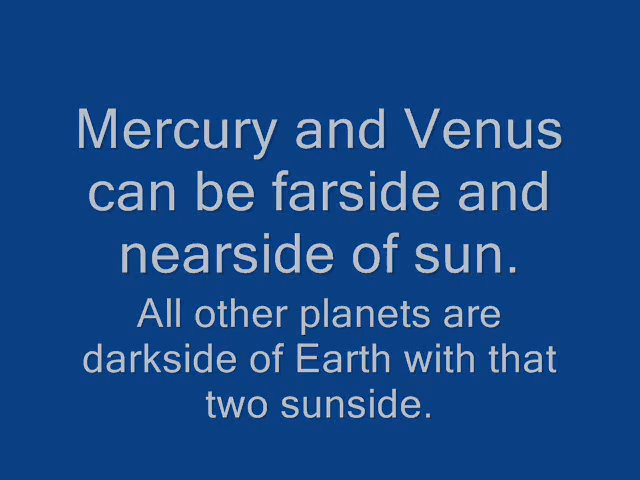 Mercury and Venus
can be farside and
nearside of sun.
All other planets are
darkside of Earth with that
two sunside.